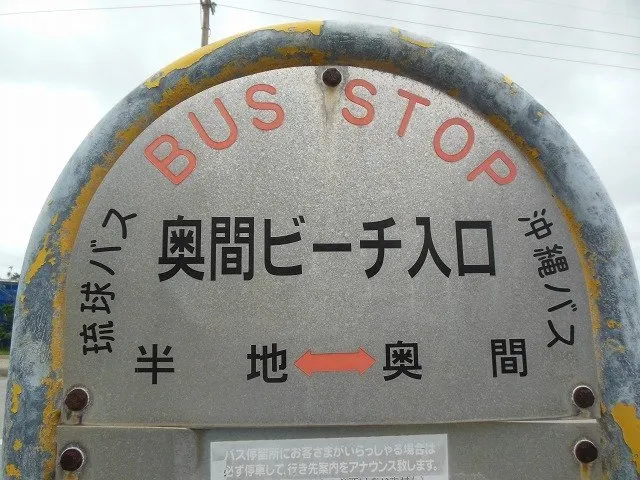 BUS STOP
琉球バス
沖縄バス
奥間ビーチ入口
半地 ↔ 奥間
バス停留所にお客さまがいらっしゃる場合は
必ず停車して、行き先案内をアナウンス致します。